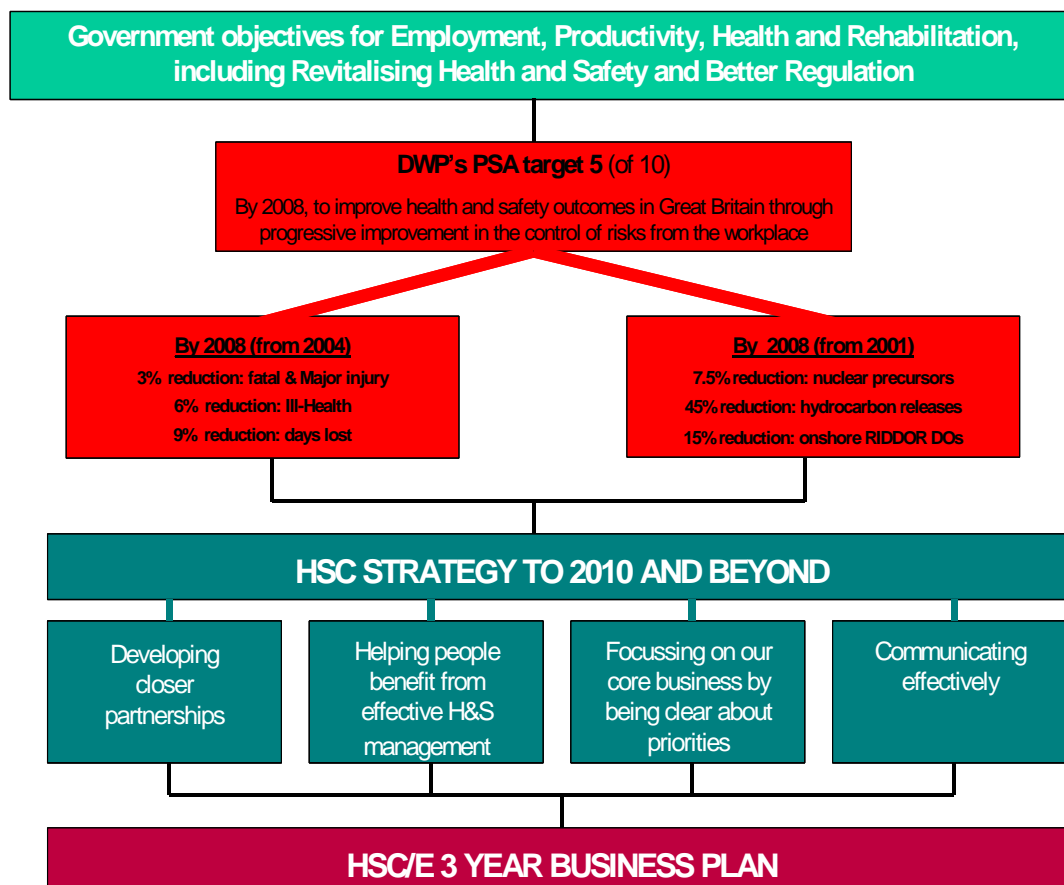 Government objectives for Employment, Productivity, Health and Rehabilitation,
including Revitalising Health and Safety and Better Regulation
DWP's PSA target 5 (of 10)
By 2008, to improve health and safety outcomes in Great Britain through
progressive improvement in the control of risks from the workplace
By 2008 (from 2004)
3% reduction: fatal & Major injury
6% reduction: Ill-Health
9% reduction: days lost
By 2008 (from 2001)
7.5% reduction: nuclear precursors
45% reduction: hydrocarbon releases
15% reduction: onshore RIDDOR DOs
HSC STRATEGY TO 2010 AND BEYOND
Developing
closer
partnerships
Helping people
benefit from
effective H&S
management
Focussing on our
core business by
being clear about
priorities
Communicating
effectively
HSC/E 3 YEAR BUSINESS PLAN